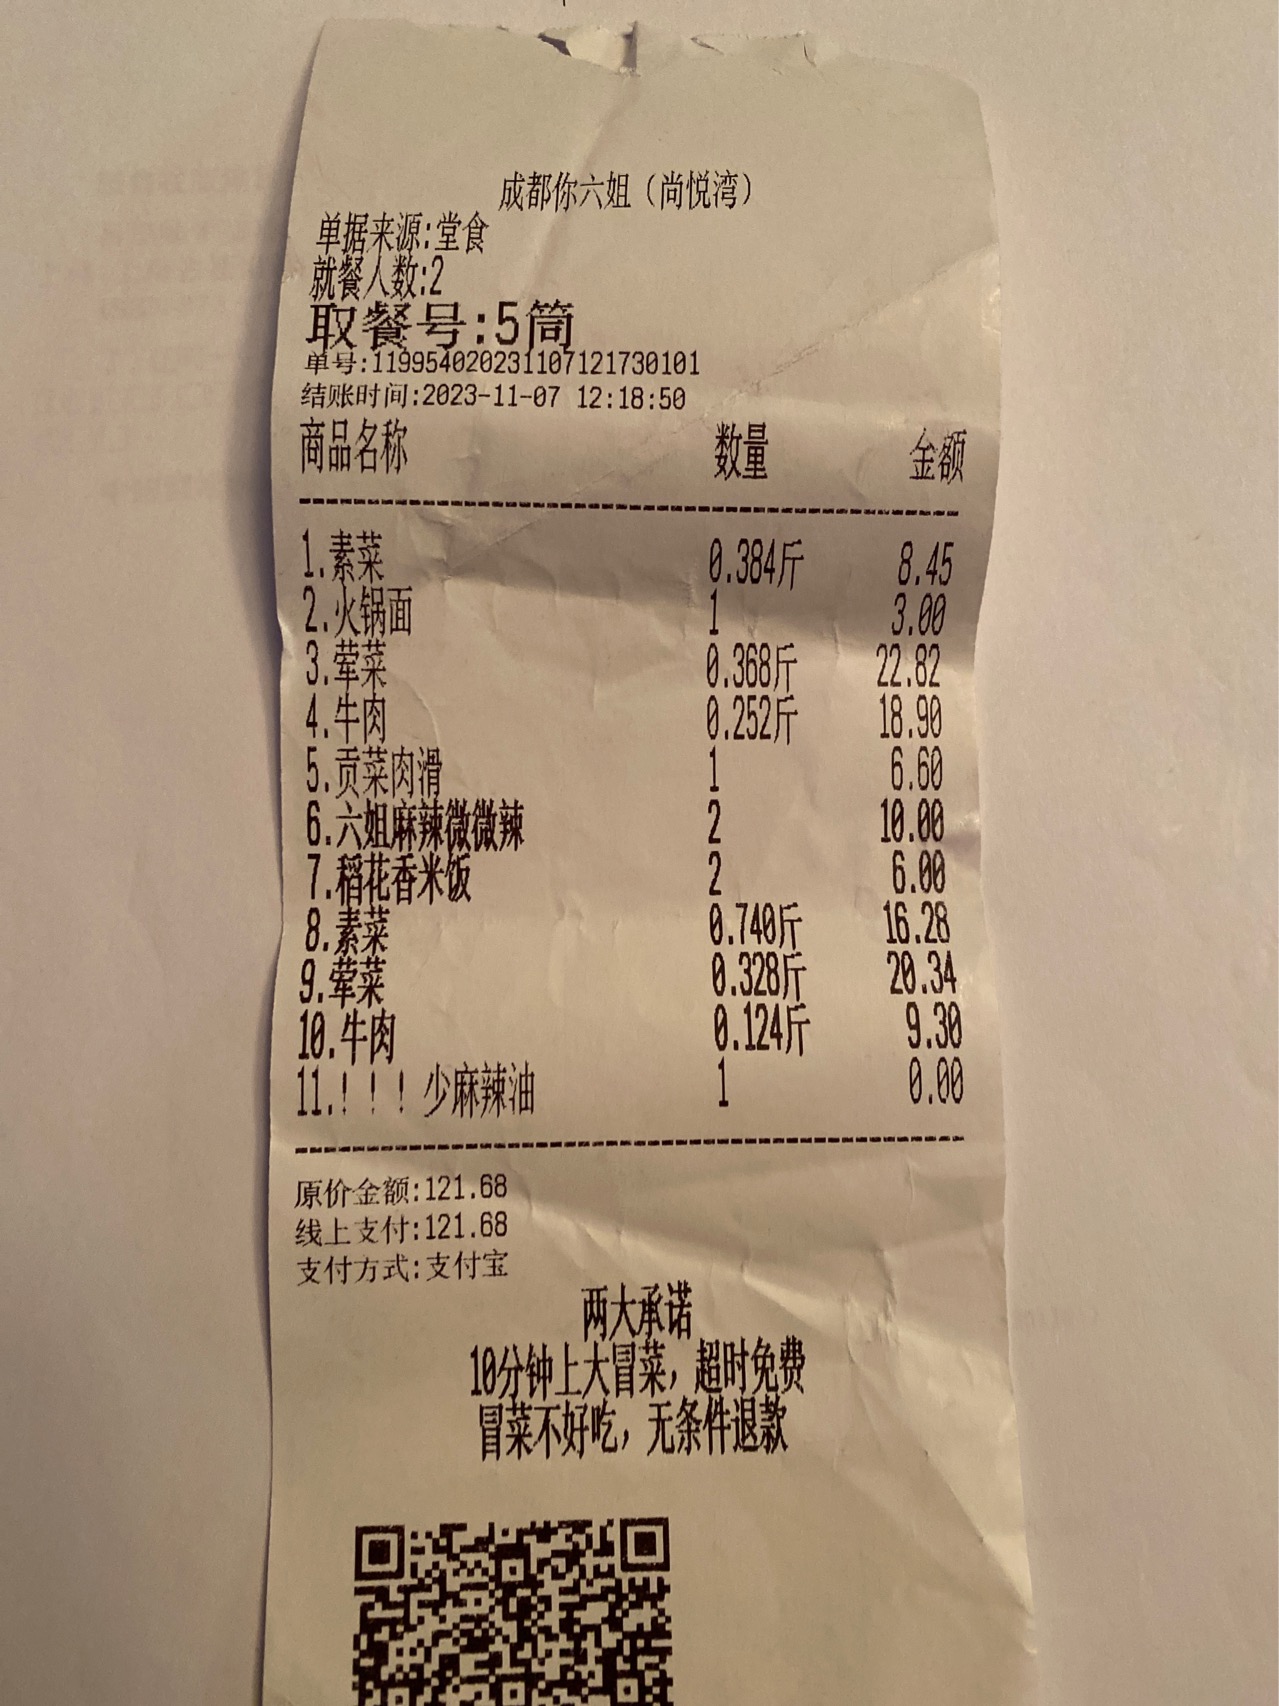 成都你六姐（尚悦湾）
单据来源:堂食
就餐人数:2
取餐号:5筒
单号:11995402023110712173​0101
结账时间:2023-11-07 12:18:50
商品名称 数量 金额
1.素菜 0.384斤 8.45
2.火锅面 1 3.00
3.荤菜 0.368斤 22.82
4.牛肉 0.252斤 18.90
5.贡菜肉滑 1 6.60
6.六姐麻辣微微辣 2 10.00
7.稻花香米饭 2 6.00
8.素菜 0.740斤 16.28
9.荤菜 0.328斤 20.34
10.牛肉 0.124斤 9.30
11.！！！少麻辣油 1 0.00
原价金额:121.68
线上支付:121.68
支付方式:支付宝
两大承诺
10分钟上大冒菜，超时免费
冒菜不好吃，无条件退款